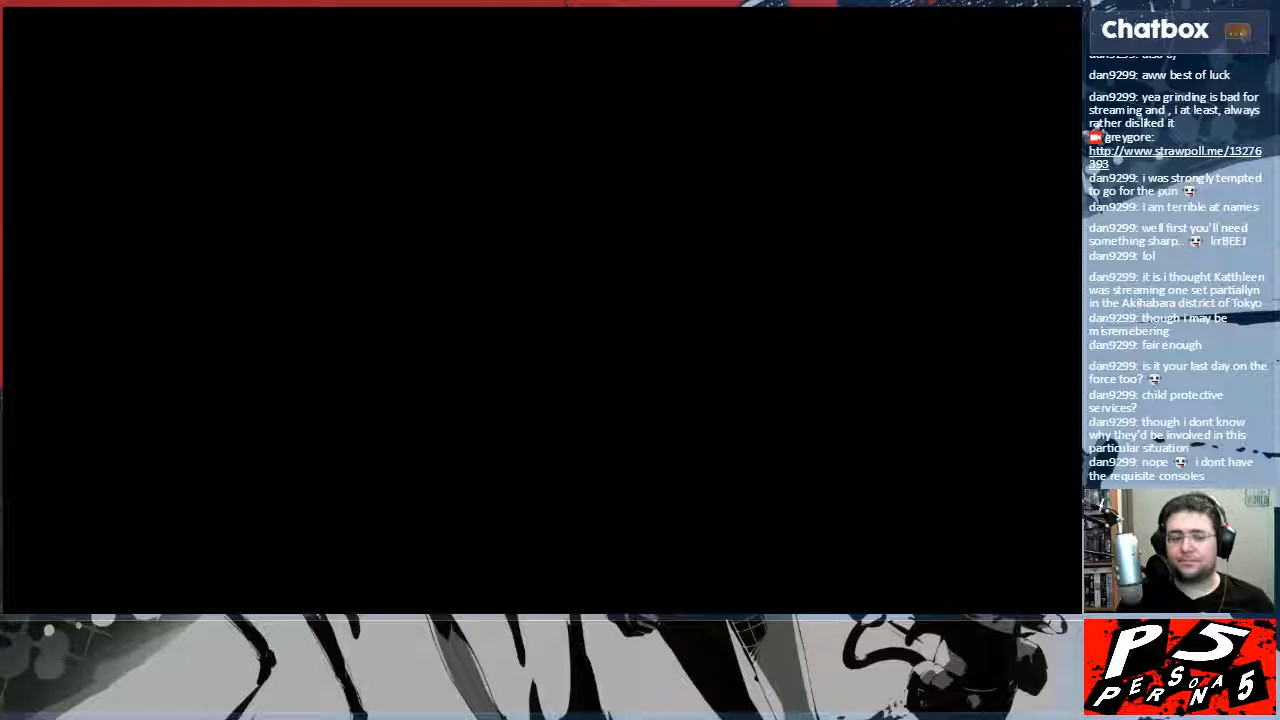 Chatbox
dan9299: aww best of luck
dan9299: yea grinding is bad for
streaming and , i at least, always
rather disliked it
greygore:
http://www.strawpoll.me/13276
393
dan9299: i was strongly tempted
to go for the pun
dan9299: i am terrible at names
dan9299: well first you'll need
something sharp.. lrrBEEJ
dan9299: lol
dan9299: it is i thought Katthleen
was streaming one set partiallyn
in the Akihabara district of Tokyo
dan9299: though i may be
misremebering
dan9299: fair enough
dan9299: is it your last day on the
force too?
dan9299: child protective
services?
dan9299: though i dont know
why they'd be involved in this
particular situation
dan9299: nope i dont have
the requisite consoles
P5
PERSONA5